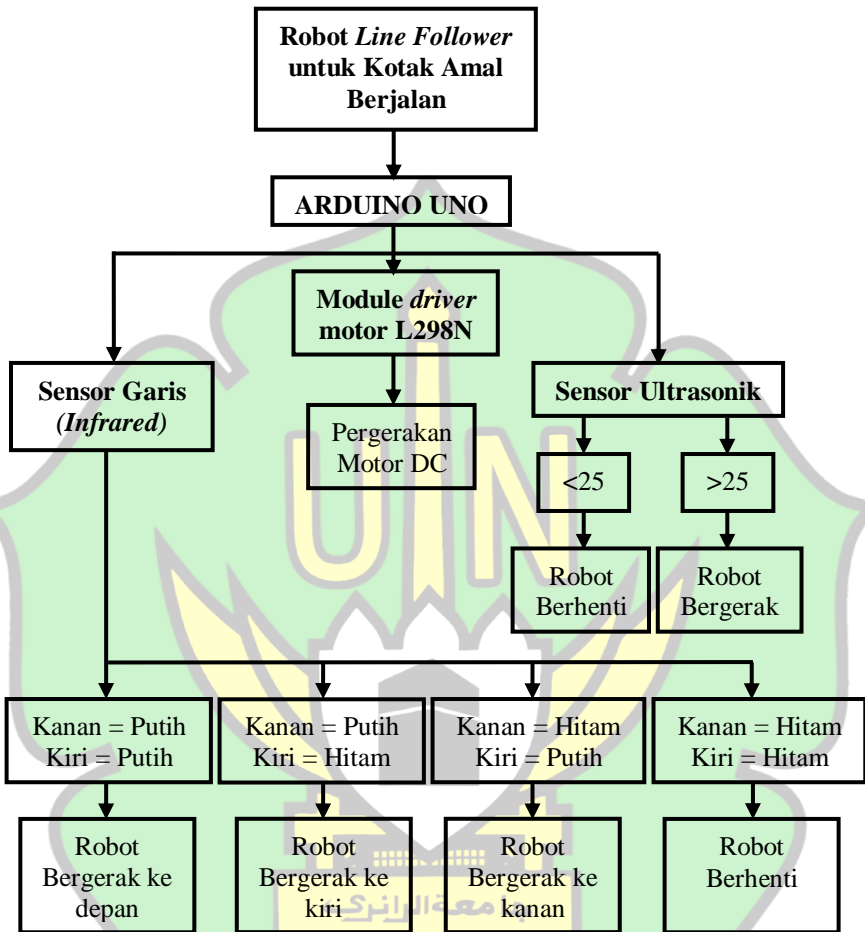 Robot Line Follower
untuk Kotak Amal
Berjalan
ARDUINO UNO
Module driver
motor L298N
Sensor Garis
(Infrared)
Sensor Ultrasonik
Pergerakan
Motor DC
<25
>25
Robot
Berhenti
Robot
Bergerak
UIN
Kanan = Putih
Kiri = Putih
Kanan = Putih
Kiri = Hitam
Kanan = Hitam
Kiri = Putih
Kanan = Hitam
Kiri = Hitam
Robot
Bergerak ke
depan
Robot
Bergerak ke
kiri
Robot
Bergerak ke
kanan
Robot
Berhenti
جامعة الرانري